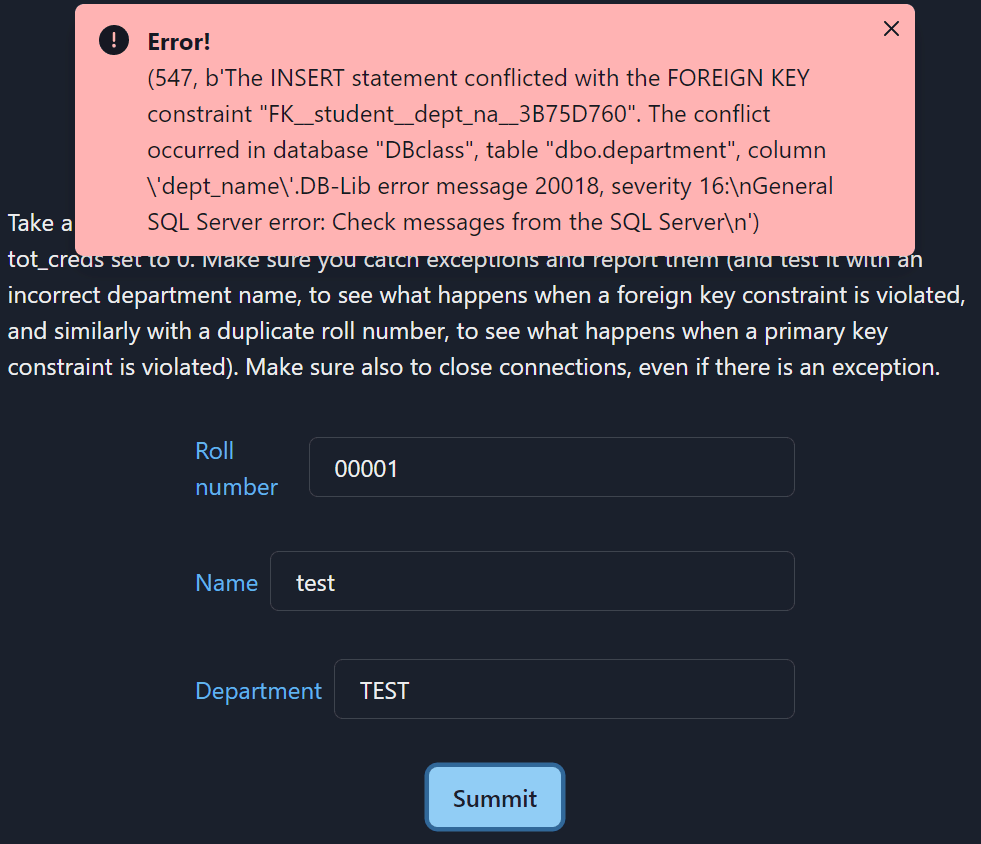 Error!
(547, b'The INSERT statement conflicted with the FOREIGN KEY
constraint "FK__student__dept_na__3B75D760". The conflict
occurred in database "DBclass", table "dbo.department", column
\'dept_name\'.DB-Lib error message 20018, severity 16:\nGeneral
SQL Server error: Check messages from the SQL Server\n')
Take a
tot_creds set to 0. Make sure you catch exceptions and report them (and test it with an
incorrect department name, to see what happens when a foreign key constraint is violated,
and similarly with a duplicate roll number, to see what happens when a primary key
constraint is violated). Make sure also to close connections, even if there is an exception.
Roll
number
00001
Name
test
Department
TEST
Summit